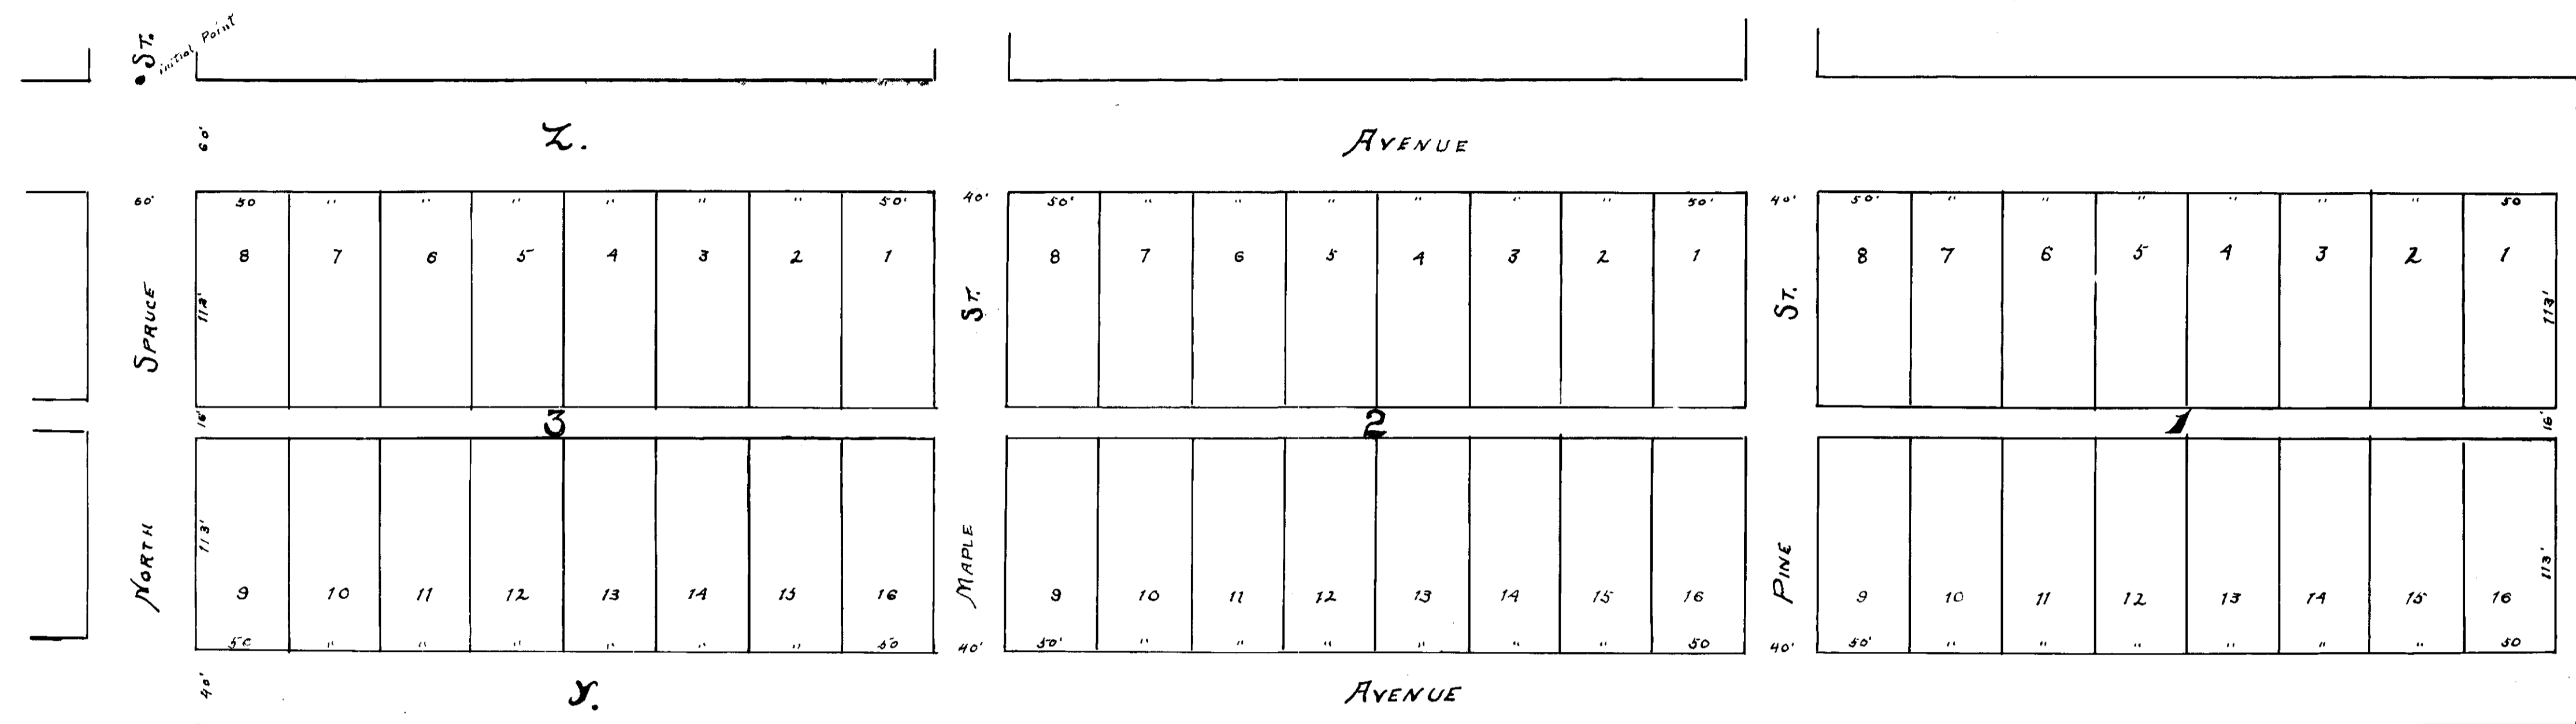 ST.
Initial Point
60'
Z.
AVENUE
60'
50 " " " " " " 50'
40'
50' " " " " " " 50'
40'
50' " " " " " " 50
8 7 6 5 4 3 2 1
8 7 6 5 4 3 2 1
8 7 6 5 4 3 2 1
SPRUCE
113'
ST.
ST.
113'
16'
3
2
1
16'
NORTH
113'
MAPLE
PINE
113'
9 10 11 12 13 14 15 16
9 10 11 12 13 14 15 16
9 10 11 12 13 14 15 16
50 " " " " " " 50
40'
50' " " " " " " 50
40'
50' " " " " " " 50
40'
Y.
AVENUE